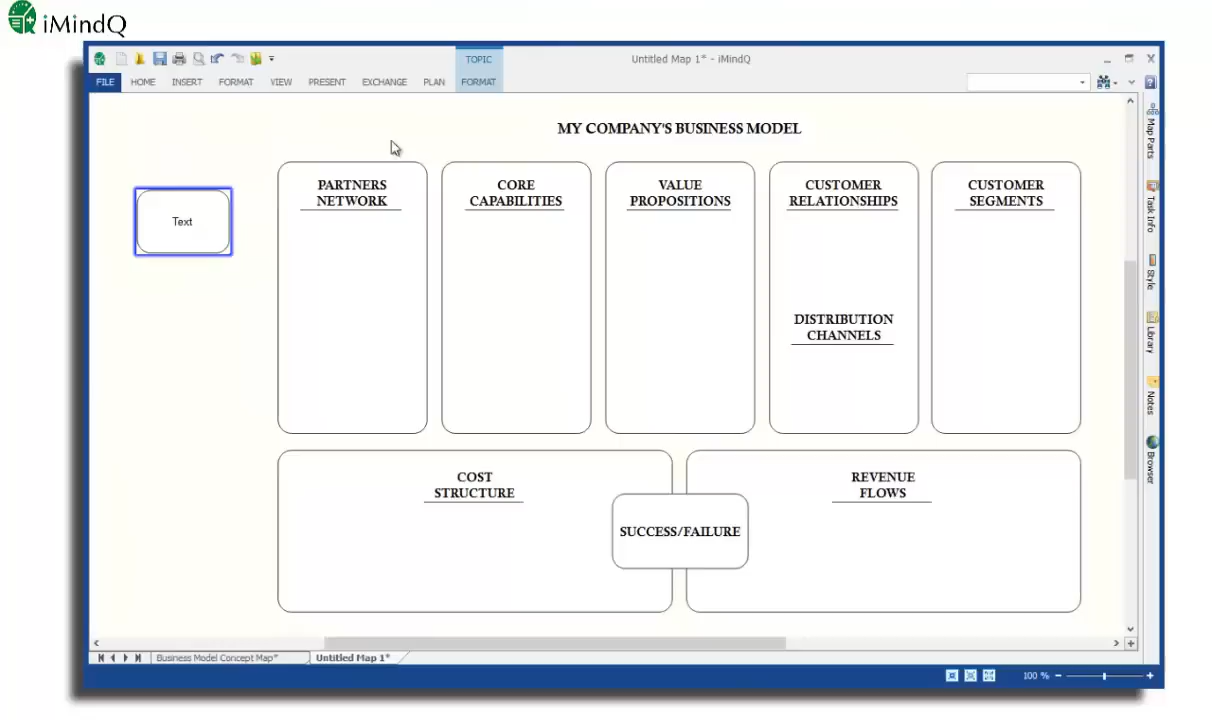 iMindQ
Untitled Map 1* - iMindQ
TOPIC
FILE HOME INSERT FORMAT VIEW PRESENT EXCHANGE PLAN FORMAT
MY COMPANY'S BUSINESS MODEL
Text
PARTNERS
NETWORK
CORE
CAPABILITIES
VALUE
PROPOSITIONS
CUSTOMER
RELATIONSHIPS
CUSTOMER
SEGMENTS
DISTRIBUTION
CHANNELS
COST
STRUCTURE
REVENUE
FLOWS
SUCCESS/FAILURE
Map Parts
Task Info
Style
Library
Notes
Browser
Business Model Concept Map* Untitled Map 1*
100 %